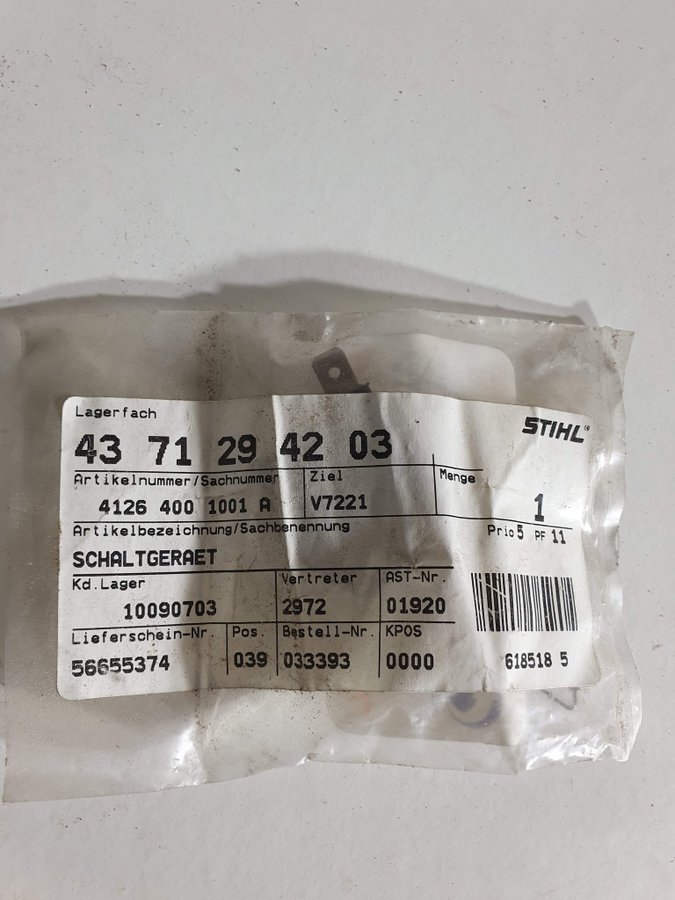 Lagerfach
STIHL®
43 71 29 42 03
Artikelnummer/Sachnummer Ziel Menge
4126 400 1001 A V7221 1
Artikelbezeichnung/Sachbenennung Prio 5 PF 11
SCHALTGERAET
Kd.Lager Vertreter AST-Nr.
10090703 2972 01920
Lieferschein-Nr. Pos. Bestell-Nr. KPOS
56655374 039 033393 0000 618518 5